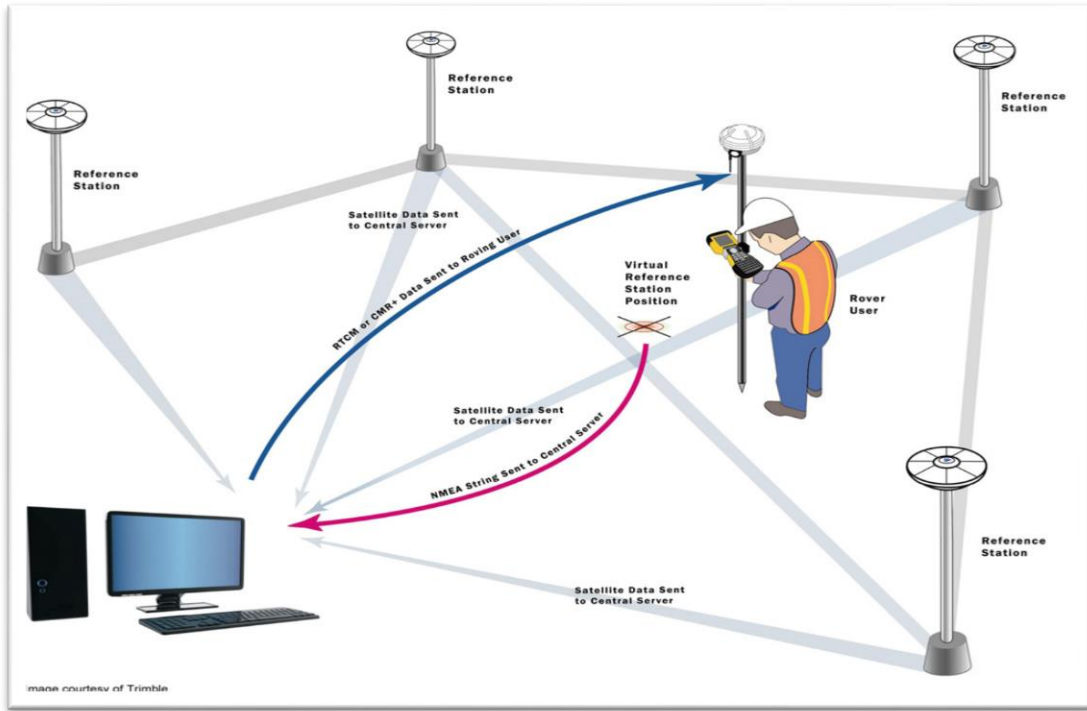 Reference
Station
Reference
Station
Reference
Station
Satellite Data Sent
to Central Server
RTCM or CMR+ Data Sent to Roving User
Virtual
Reference
Station
Position
Rover
User
Satellite Data Sent
to Central Server
NMEA String Sent to Central Server
Reference
Station
Satellite Data Sent
to Central Server
mage courtesy of Trimble